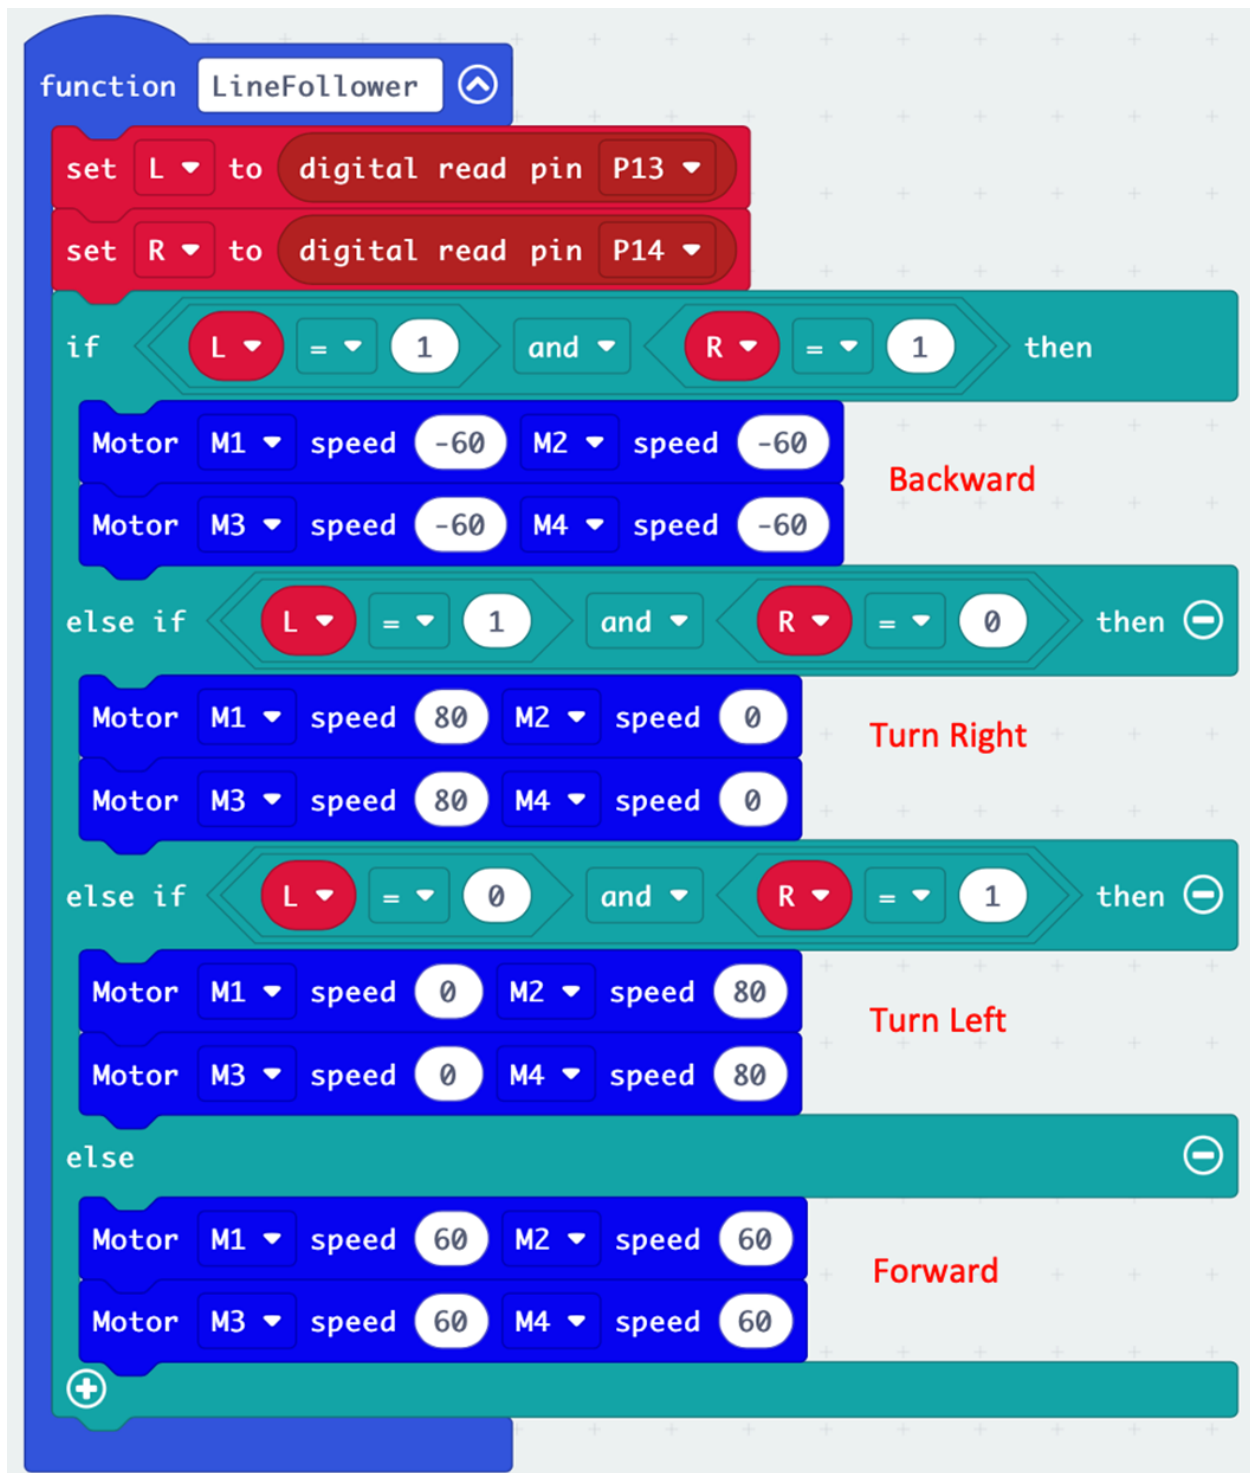 function LineFollower
set L to digital read pin P13
set R to digital read pin P14
if L = 1 and R = 1 then
Motor M1 speed -60 M2 speed -60
Motor M3 speed -60 M4 speed -60
Backward
else if L = 1 and R = 0 then
Motor M1 speed 80 M2 speed 0
Motor M3 speed 80 M4 speed 0
Turn Right
else if L = 0 and R = 1 then
Motor M1 speed 0 M2 speed 80
Motor M3 speed 0 M4 speed 80
Turn Left
else
Motor M1 speed 60 M2 speed 60
Motor M3 speed 60 M4 speed 60
Forward